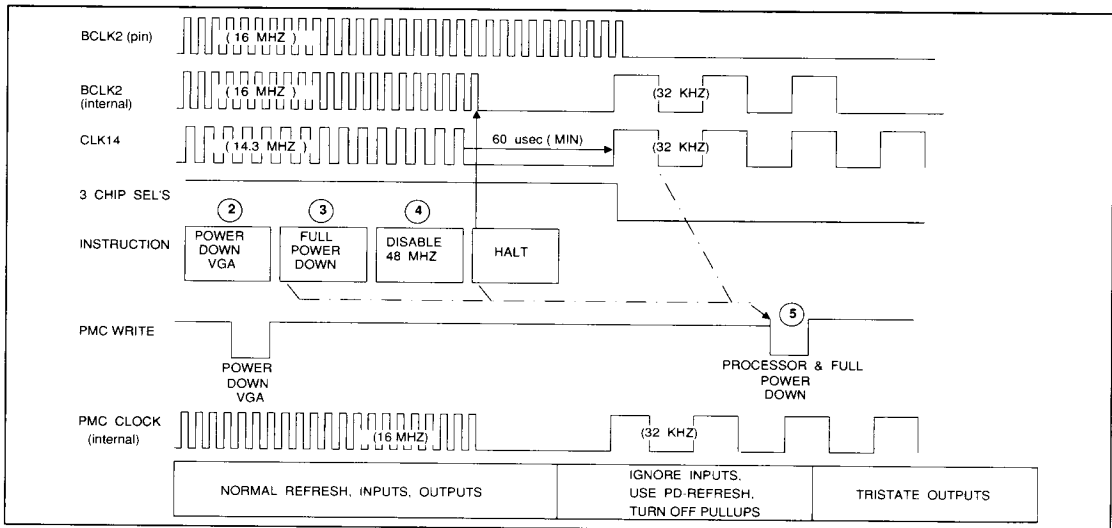 BCLK2 (pin)
( 16 MHZ )
BCLK2
(internal)
(16 MHZ )
(32 KHZ)
CLK14
(14.3 MHZ )
60 usec ( MIN)
(32 KHZ)
3 CHIP SEL'S
2
3
4
INSTRUCTION
POWER
DOWN
VGA
FULL
POWER
DOWN
DISABLE
48 MHZ
HALT
PMC WRITE
5
POWER
DOWN
VGA
PROCESSOR & FULL
POWER
DOWN
PMC CLOCK
(internal)
(16 MHZ)
(32 KHZ)
NORMAL REFRESH, INPUTS, OUTPUTS
IGNORE INPUTS,
USE PD-REFRESH,
TURN OFF PULLUPS
TRISTATE OUTPUTS